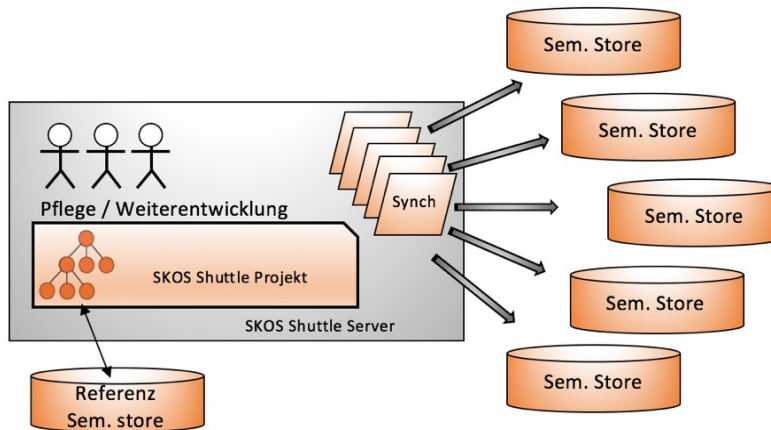 Sem. Store
Sem. Store
Synch
Pflege / Weiterentwicklung
Sem. Store
SKOS Shuttle Projekt
Sem. Store
SKOS Shuttle Server
Sem. Store
Referenz
Sem. store